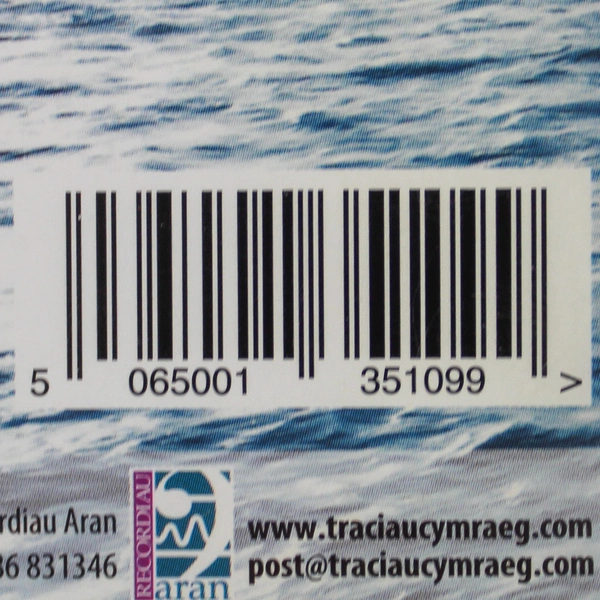 5 065001 351099 >
rdiau Aran
86 831346
RECORDIAU
aran
www.traciaucymraeg.com
post@traciaucymraeg.com